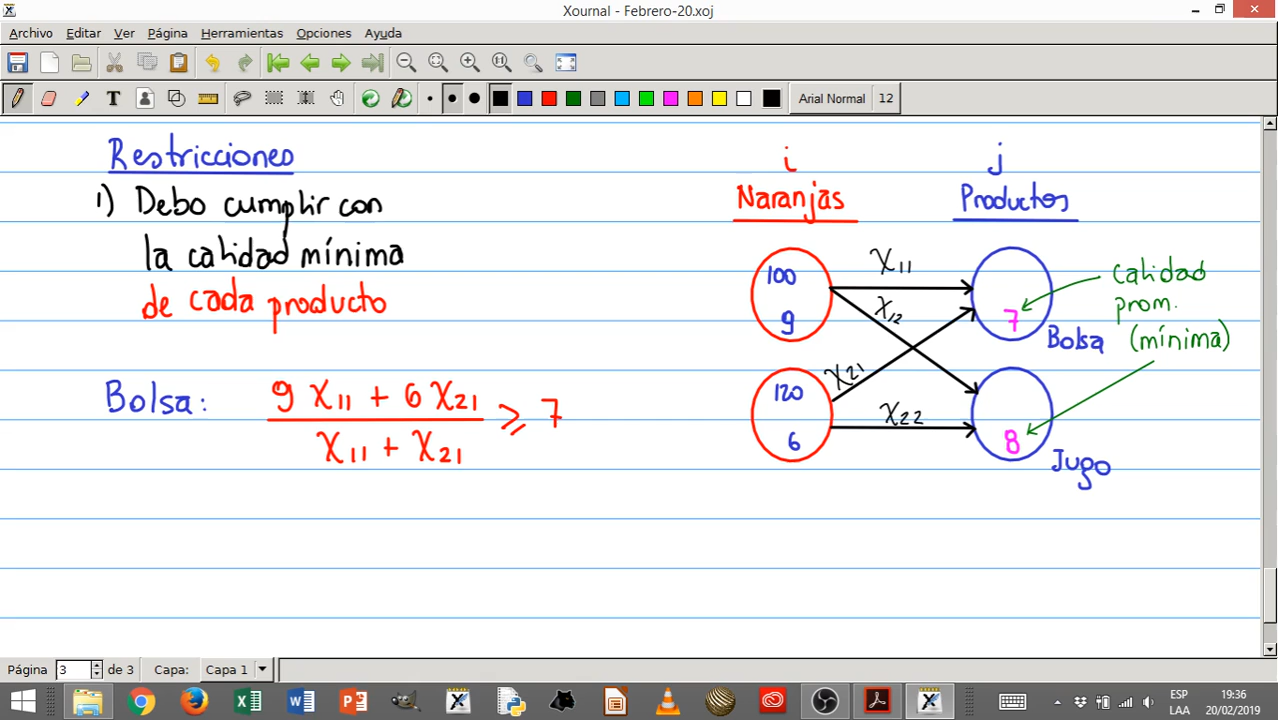 Xournal - Febrero-20.xoj
Archivo Editar Ver Página Herramientas Opciones Ayuda
T
Arial Normal 12
Restricciones
1) Debo cumplir con
la calidad mínima
de cada producto
Bolsa: 9 X11 + 6 X21
X11 + X21
≥ 7
i j
Naranjas Productos
100
9
X11
X12
7
Bolsa
calidad
prom.
(mínima)
120
6
X21
X22
8
Jugo
Página 3 de 3 Capa: Capa 1
ESP
LAA
19:36
20/02/2019